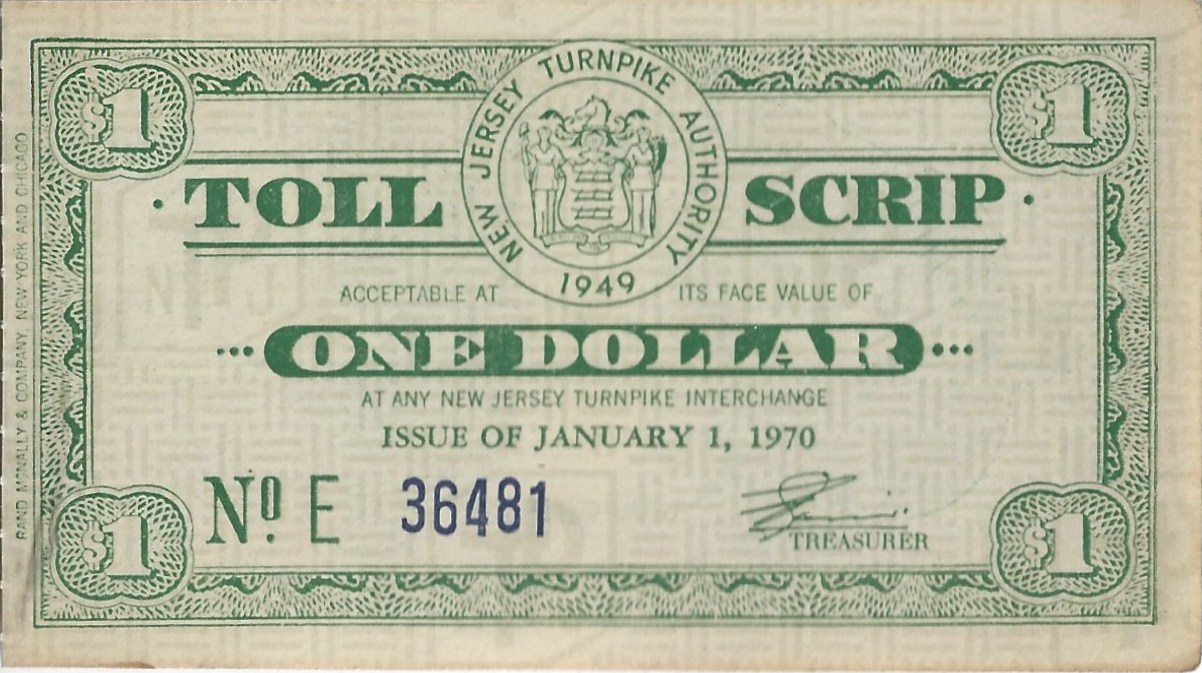 $1
$1
NEW JERSEY TURNPIKE AUTHORITY
1949
· TOLL SCRIP ·
ACCEPTABLE AT ITS FACE VALUE OF
··· ONE DOLLAR ···
AT ANY NEW JERSEY TURNPIKE INTERCHANGE
ISSUE OF JANUARY 1, 1970
Nº. E 36481
TREASURER
$1
$1
RAND MCNALLY & COMPANY, NEW YORK AND CHICAGO